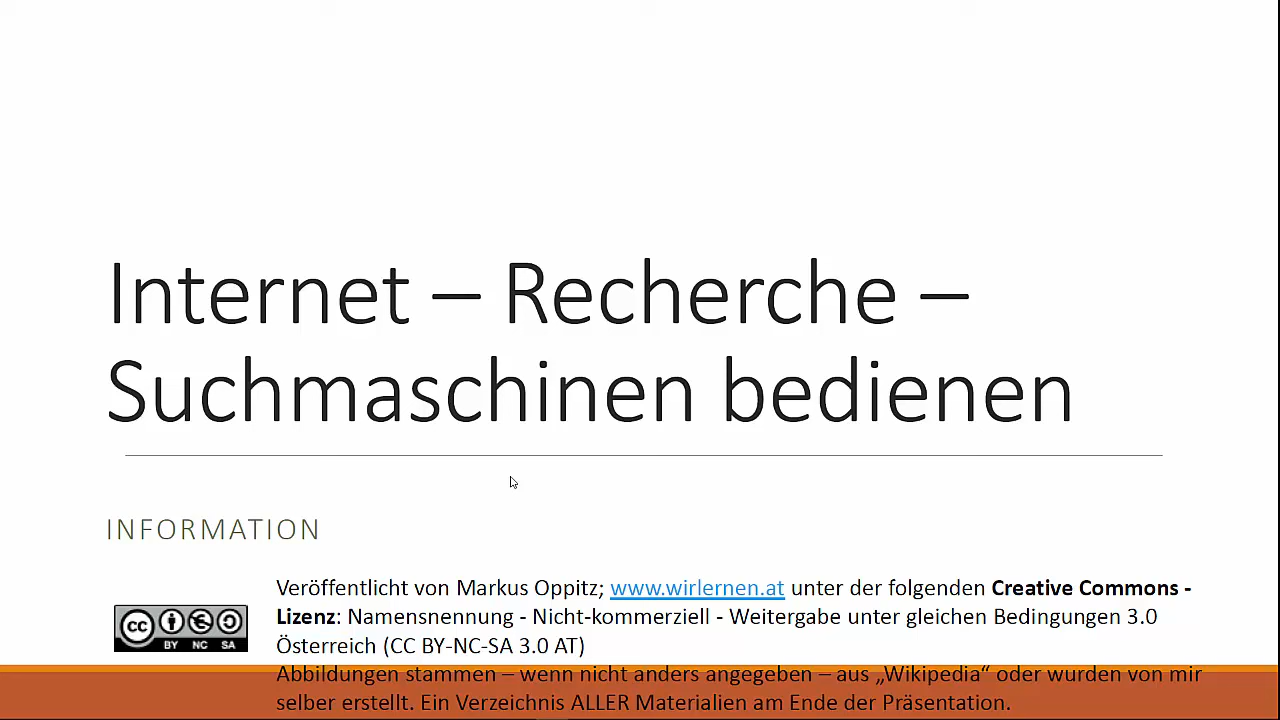 Internet – Recherche –
Suchmaschinen bedienen
INFORMATION
Veröffentlicht von Markus Oppitz; www.wirlernen.at unter der folgenden Creative Commons -
Lizenz: Namensnennung - Nicht-kommerziell - Weitergabe unter gleichen Bedingungen 3.0
Österreich (CC BY-NC-SA 3.0 AT)
Abbildungen stammen – wenn nicht anders angegeben – aus „Wikipedia“ oder wurden von mir
selber erstellt. Ein Verzeichnis ALLER Materialien am Ende der Präsentation.
CC
BY NC SA